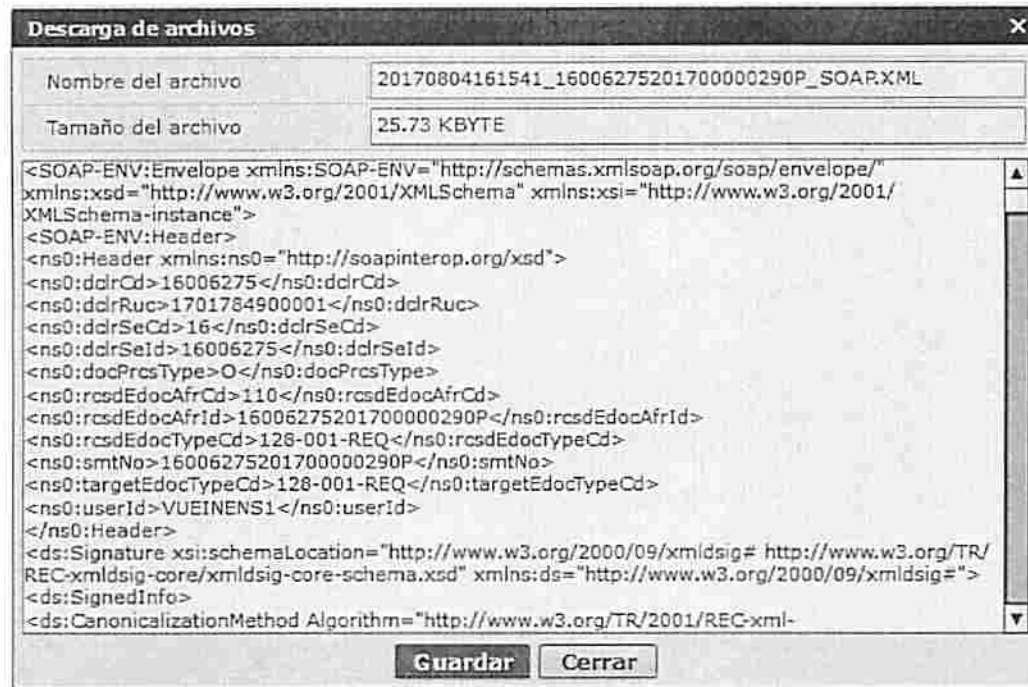 Descarga de archivos X
Nombre del archivo 20170804161541_16006275201700000290P_SOAP.XML
Tamaño del archivo 25.73 KBYTE
<SOAP-ENV:Envelope xmlns:SOAP-ENV="http://schemas.xmlsoap.org/soap/envelope/"
xmlns:xsd="http://www.w3.org/2001/XMLSchema" xmlns:xsi="http://www.w3.org/2001/
XMLSchema-instance">
<SOAP-ENV:Header>
<ns0:Header xmlns:ns0="http://soapinterop.org/xsd">
<ns0:dclrCd>16006275</ns0:dclrCd>
<ns0:dclrRuc>1701784900001</ns0:dclrRuc>
<ns0:dclrSeCd>16</ns0:dclrSeCd>
<ns0:dclrSeId>16006275</ns0:dclrSeId>
<ns0:docPrcsType>O</ns0:docPrcsType>
<ns0:rcsdEdocAfrCd>110</ns0:rcsdEdocAfrCd>
<ns0:rcsdEdocAfrId>16006275201700000290P</ns0:rcsdEdocAfrId>
<ns0:rcsdEdocTypeCd>128-001-REQ</ns0:rcsdEdocTypeCd>
<ns0:smtNo>16006275201700000290P</ns0:smtNo>
<ns0:targetEdocTypeCd>128-001-REQ</ns0:targetEdocTypeCd>
<ns0:userId>VUEINENS1</ns0:userId>
</ns0:Header>
<ds:Signature xsi:schemaLocation="http://www.w3.org/2000/09/xmldsig# http://www.w3.org/TR/
REC-xmldsig-core/xmldsig-core-schema.xsd" xmlns:ds="http://www.w3.org/2000/09/xmldsig#">
<ds:SignedInfo>
<ds:CanonicalizationMethod Algorithm="http://www.w3.org/TR/2001/REC-xml-
Guardar Cerrar